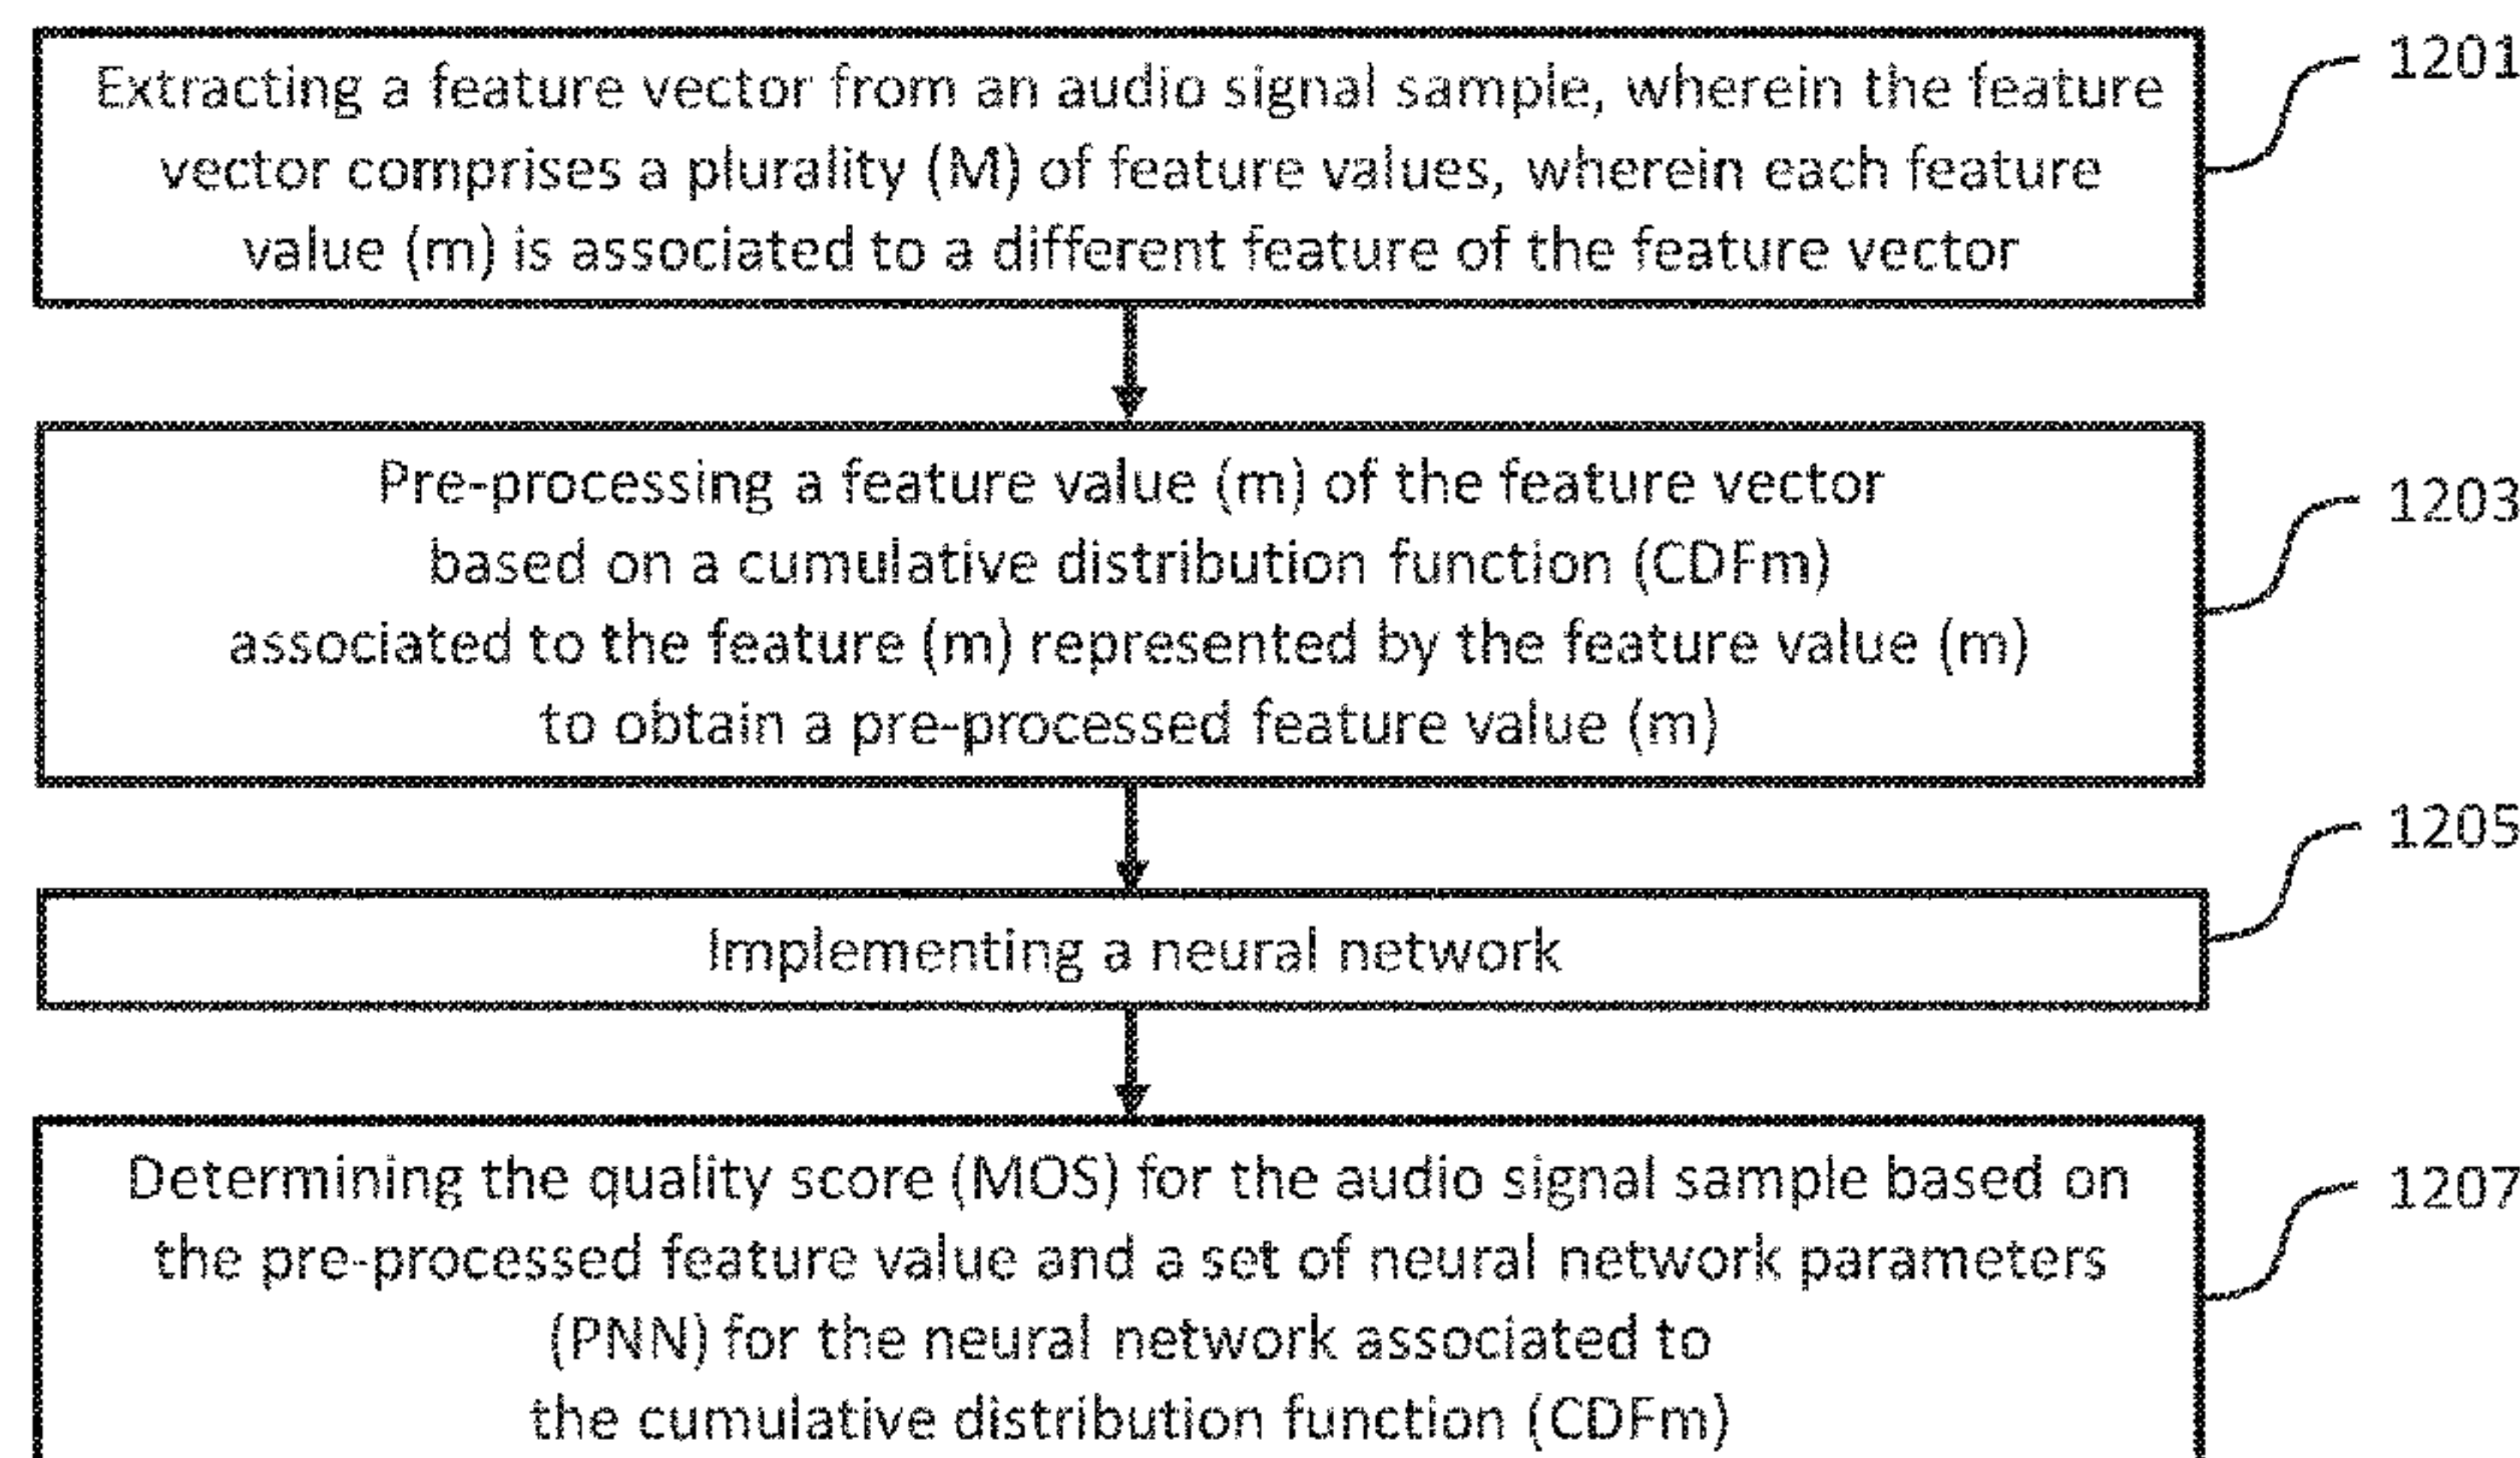 Extracting a feature vector from an audio signal sample, wherein the feature
vector comprises a plurality (M) of feature values, wherein each feature
value (m) is associated to a different feature of the feature vector
1201
Pre-processing a feature value (m) of the feature vector
based on a cumulative distribution function (CDFm)
associated to the feature (m) represented by the feature value (m)
to obtain a pre-processed feature value (m)
1203
1205
Implementing a neural network
Determining the quality score (MOS) for the audio signal sample based on
the pre-processed feature value and a set of neural network parameters
(PNN) for the neural network associated to
the cumulative distribution function (CDFm)
1207